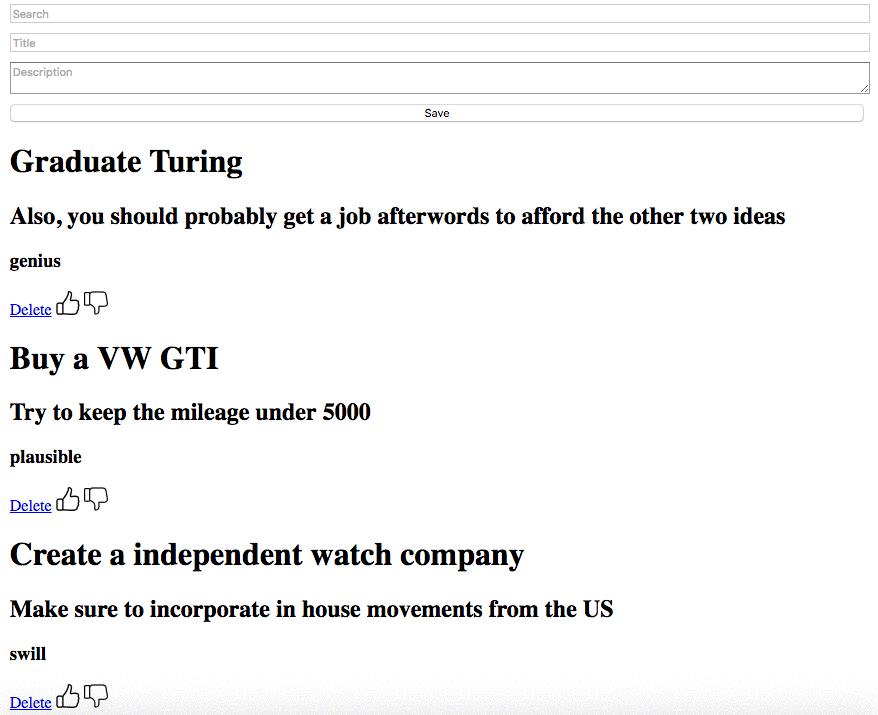 Search
Title
Description
Save
Graduate Turing
Also, you should probably get a job afterwords to afford the other two ideas
genius
Delete
Buy a VW GTI
Try to keep the mileage under 5000
plausible
Delete
Create a independent watch company
Make sure to incorporate in house movements from the US
swill
Delete